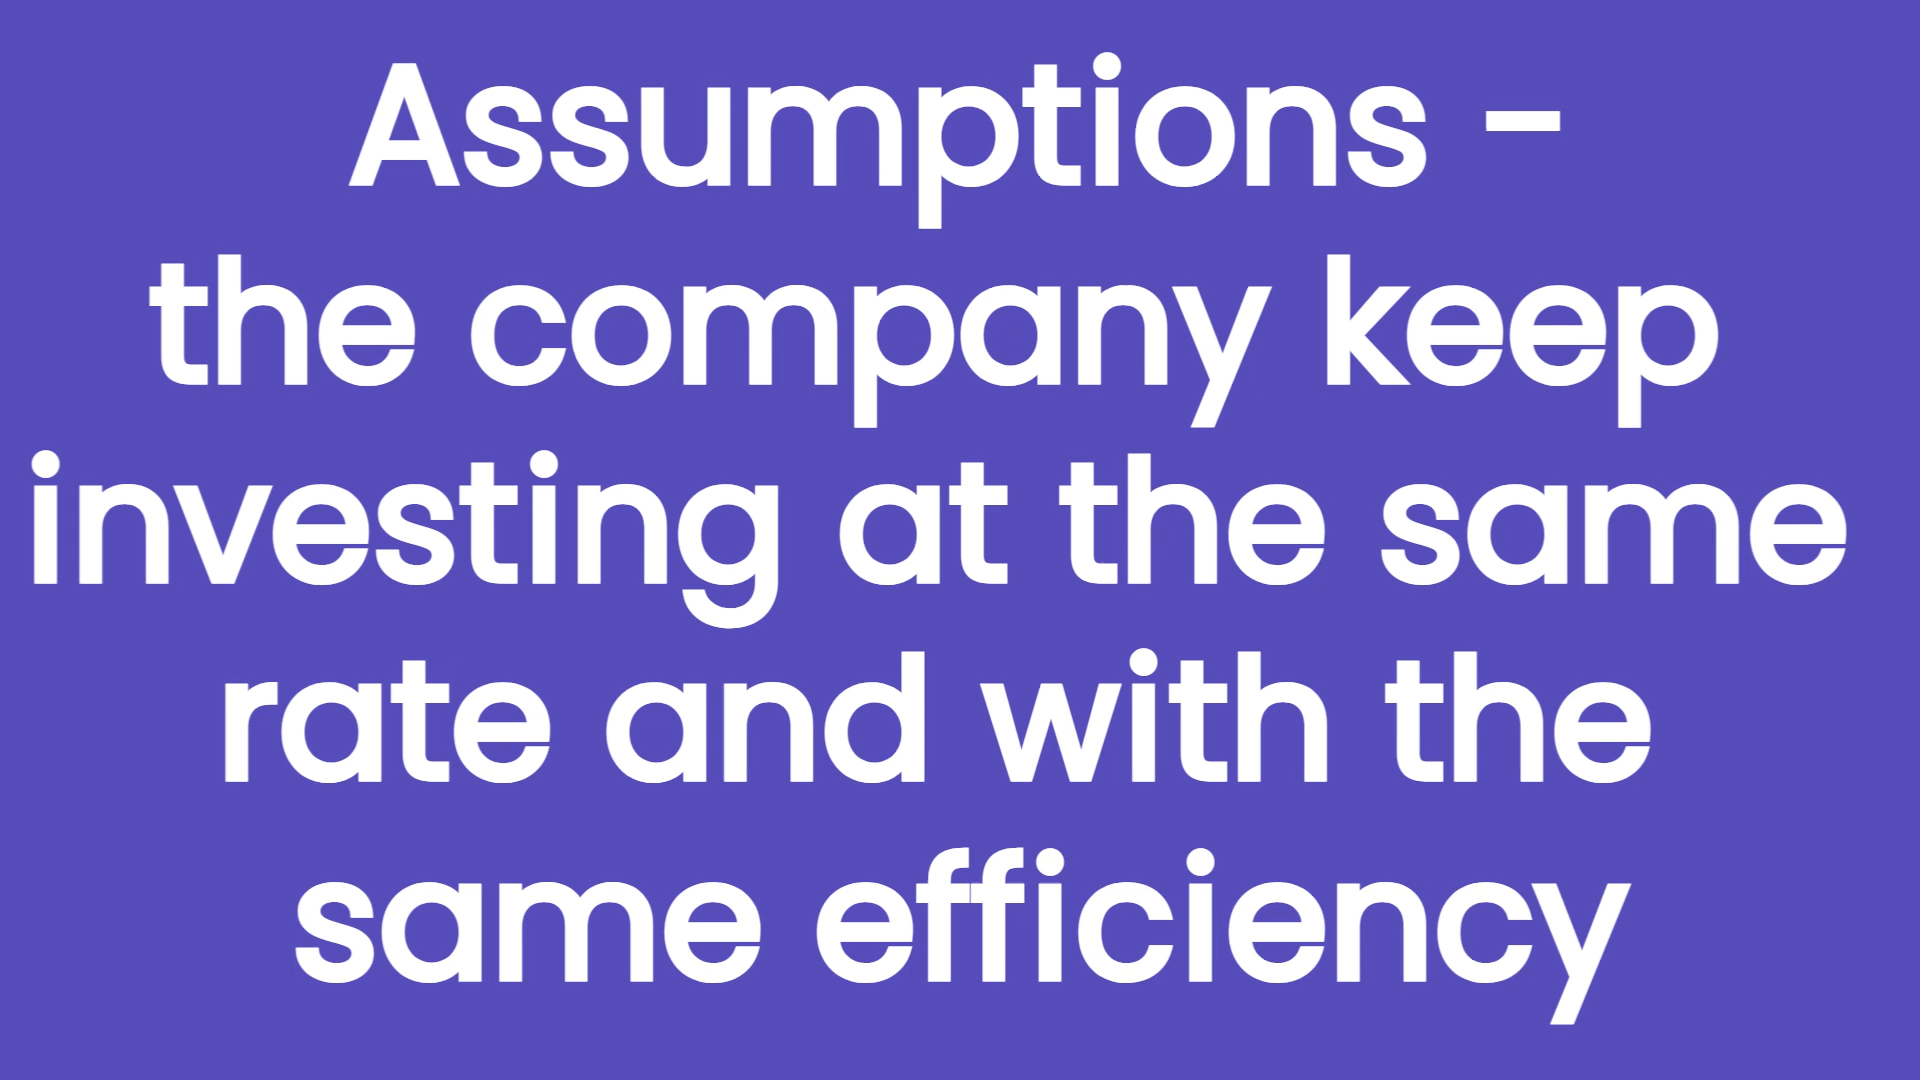 Assumptions -
the company keep
investing at the same
rate and with the
same efficiency